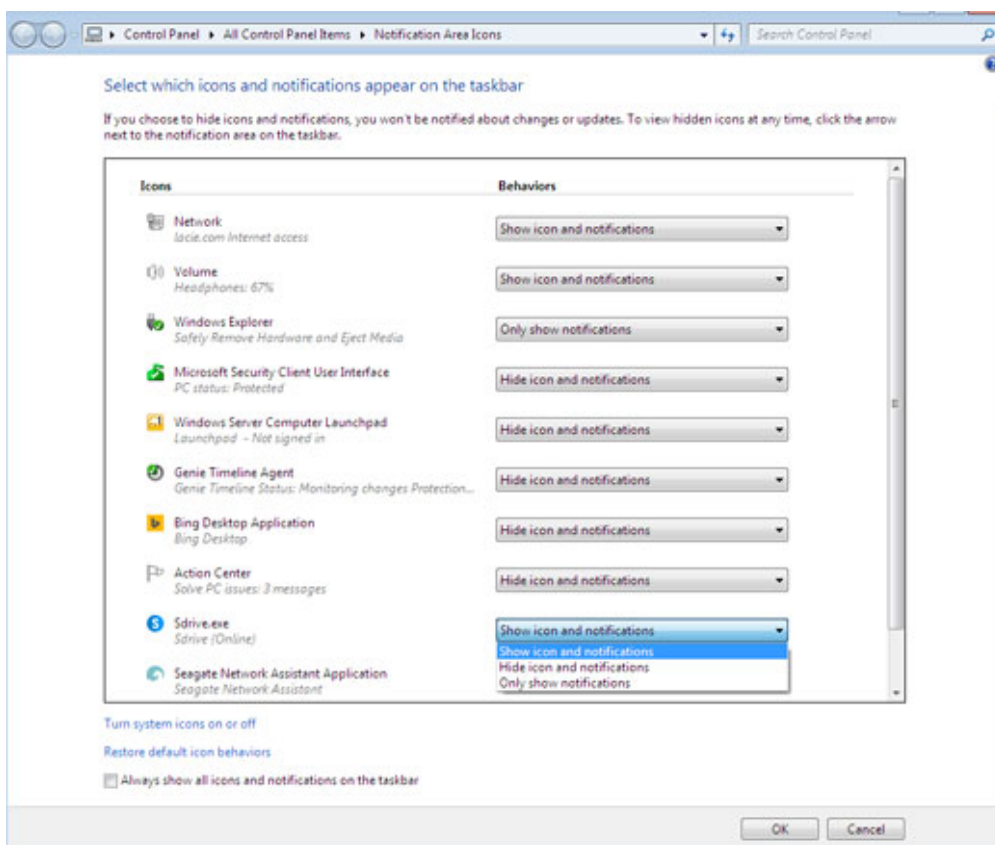 Control Panel ▸ All Control Panel Items ▸ Notification Area Icons
Search Control Panel
Select which icons and notifications appear on the taskbar
If you choose to hide icons and notifications, you won't be notified about changes or updates. To view hidden icons at any time, click the arrow
next to the notification area on the taskbar.
Icons Behaviors
Network
lacie.com Internet access
Show icon and notifications
Volume
Headphones: 67%
Show icon and notifications
Windows Explorer
Safely Remove Hardware and Eject Media
Only show notifications
Microsoft Security Client User Interface
PC status: Protected
Hide icon and notifications
Windows Server Computer Launchpad
Launchpad - Not signed in
Hide icon and notifications
Genie Timeline Agent
Genie Timeline Status: Monitoring changes Protection...
Hide icon and notifications
Bing Desktop Application
Bing Desktop
Hide icon and notifications
Action Center
Solve PC issues: 3 messages
Hide icon and notifications
Sdrive.exe
Sdrive (Online)
Show icon and notifications
Show icon and notifications
Hide icon and notifications
Only show notifications
Seagate Network Assistant Application
Seagate Network Assistant
Turn system icons on or off
Restore default icon behaviors
Always show all icons and notifications on the taskbar
OK Cancel